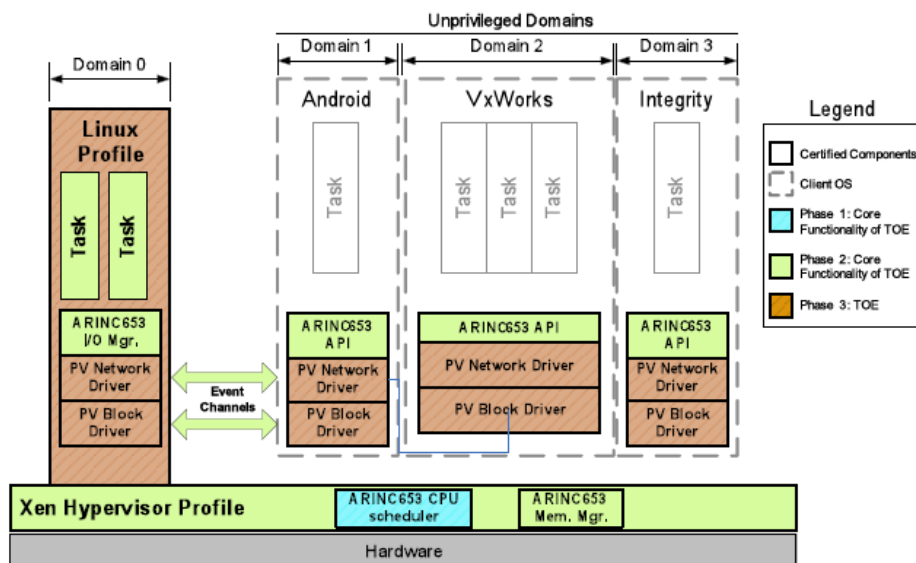 Unprivileged Domains
Domain 0
Domain 1
Domain 2
Domain 3
Linux
Profile
Task
Task
ARINC653
I/O Mgr.
PV Network
Driver
PV Block
Driver
Event
Channels
Android
Task
ARINC653
API
PV Network
Driver
PV Block
Driver
VxWorks
Task
Task
Task
ARINC653 API
PV Network Driver
PV Block Driver
Integrity
Task
ARINC653
API
PV Network
Driver
PV Block
Driver
Legend
Certified Components
Client OS
Phase 1: Core
Functionality of TOE
Phase 2: Core
Functionality of TOE
Phase 3: TOE
Xen Hypervisor Profile
ARINC653 CPU
scheduler
ARINC653
Mem. Mgr.
Hardware